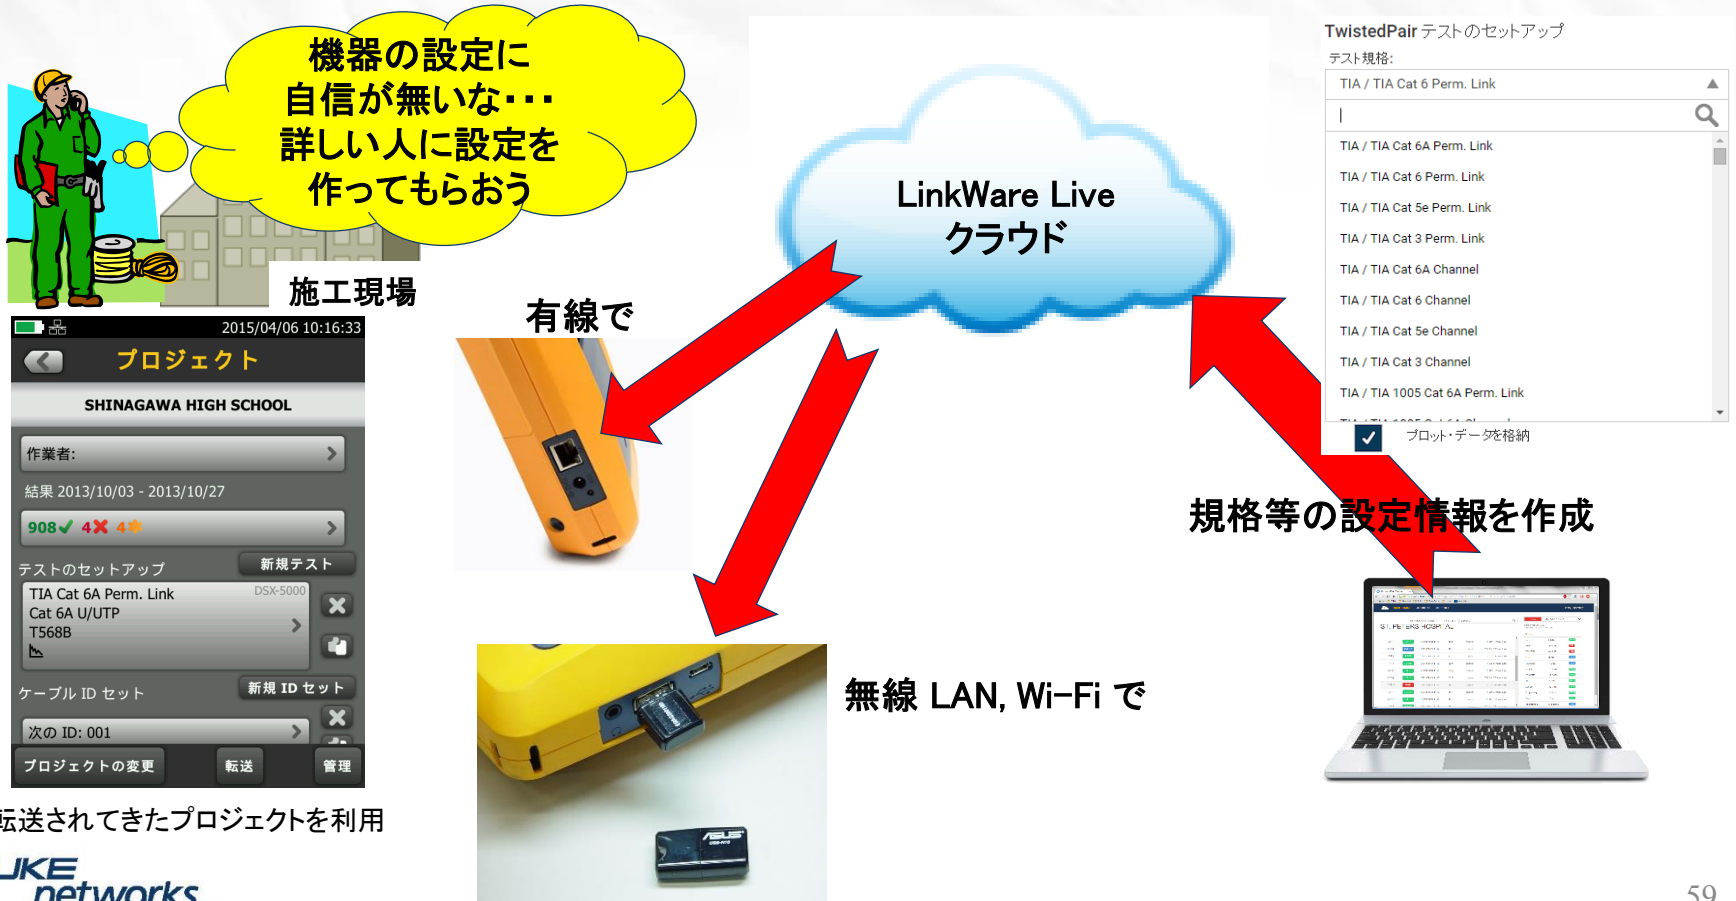 機器の設定に
自信が無いな・・・
詳しい人に設定を
作ってもらおう
施工現場
2015/04/06 10:16:33
プロジェクト
SHINAGAWA HIGH SCHOOL
作業者:
結果 2013/10/03 - 2013/10/27
908 4 4
テストのセットアップ
新規テスト
TIA Cat 6A Perm. Link
DSX-5000
Cat 6A U/UTP
T568B
ケーブル ID セット
新規 ID セット
次の ID: 001
プロジェクトの変更
転送
管理
転送されてきたプロジェクトを利用
networks
有線で
LinkWare Live
クラウド
無線 LAN, Wi-Fi で
ASUS
USB-N10
TwistedPair テストのセットアップ
テスト規格:
TIA / TIA Cat 6 Perm. Link
TIA / TIA Cat 6A Perm. Link
TIA / TIA Cat 6 Perm. Link
TIA / TIA Cat 5e Perm. Link
TIA / TIA Cat 3 Perm. Link
TIA / TIA Cat 6A Channel
TIA / TIA Cat 6 Channel
TIA / TIA Cat 5e Channel
TIA / TIA Cat 3 Channel
TIA / TIA 1005 Cat 6A Perm. Link
プロット・データを格納
規格等の設定情報を作成
ST. PETERS HOSPITAL
59